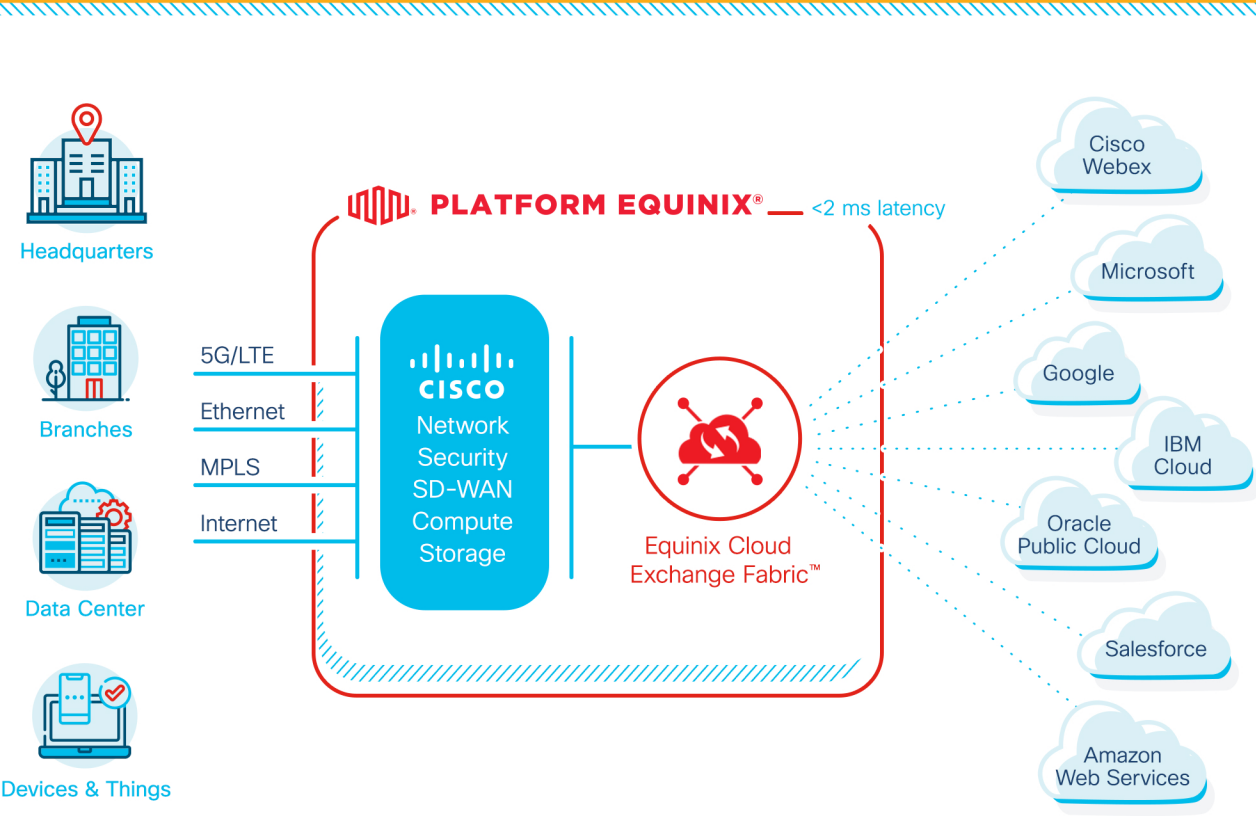 Headquarters
Branches
Data Center
Devices & Things
5G/LTE
Ethernet
MPLS
Internet
PLATFORM EQUINIX®
<2 ms latency
CISCO
Network
Security
SD-WAN
Compute
Storage
Equinix Cloud
Exchange Fabric™
Cisco
Webex
Microsoft
Google
IBM
Cloud
Oracle
Public Cloud
Salesforce
Amazon
Web Services